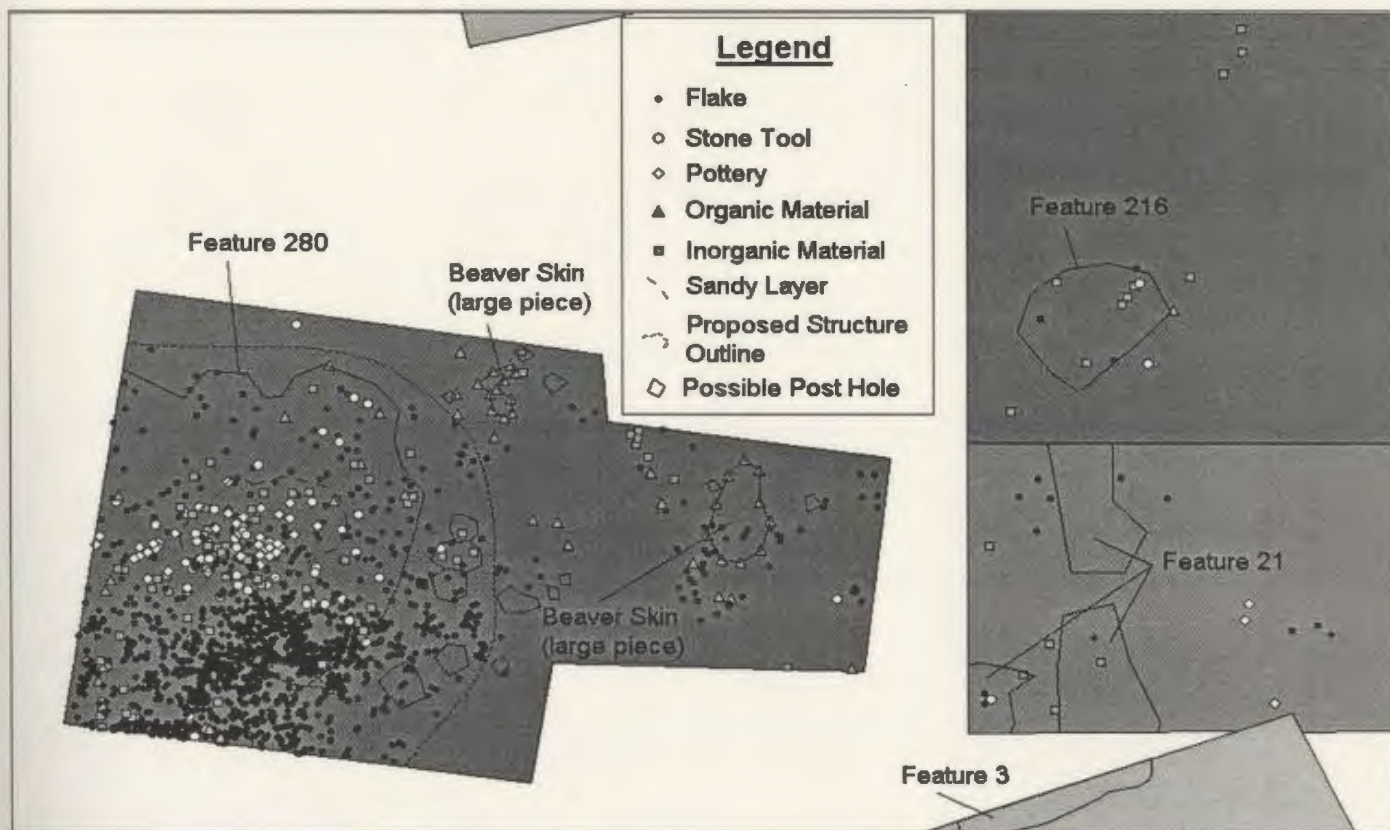 Legend
Flake
Stone Tool
Pottery
Organic Material
Inorganic Material
Sandy Layer
Proposed Structure
Outline
Possible Post Hole
Feature 280
Beaver Skin
(large piece)
Beaver Skin
(large piece)
Feature 216
Feature 21
Feature 3